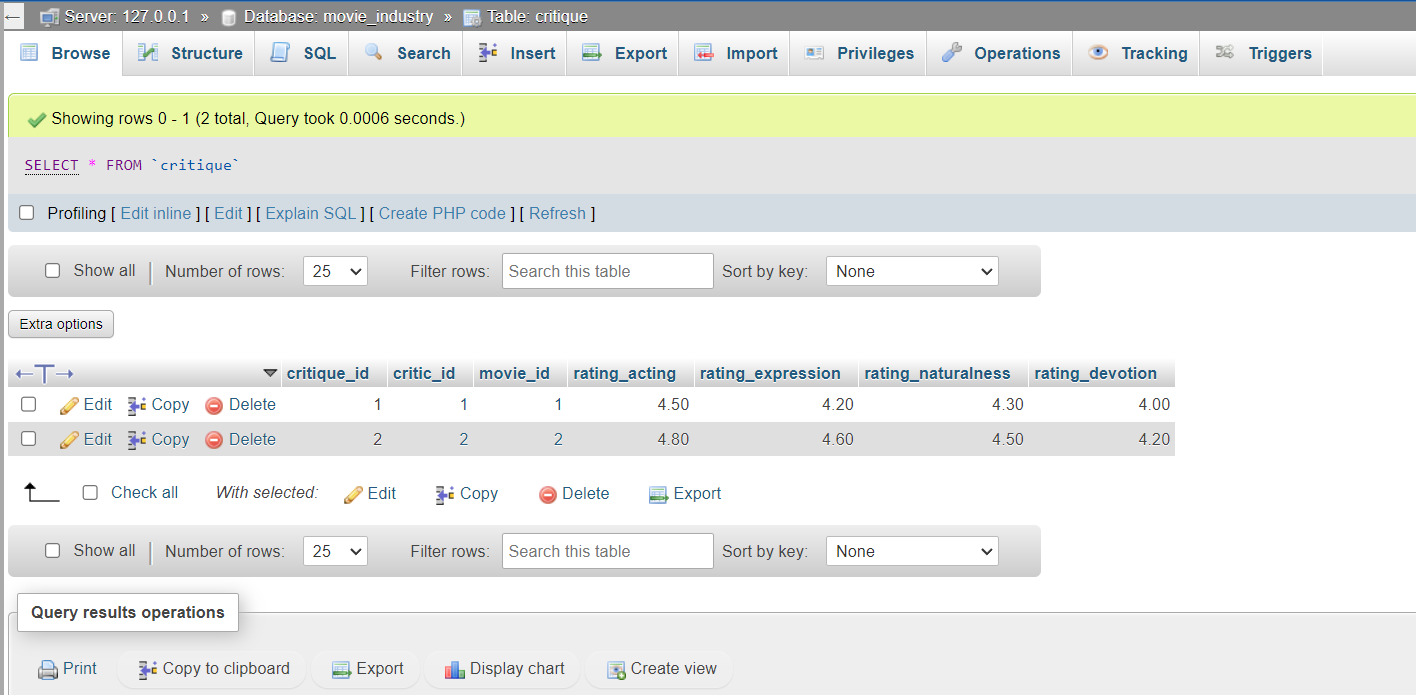 Server: 127.0.0.1 » Database: movie_industry » Table: critique
Browse Structure SQL Search Insert Export Import Privileges Operations Tracking Triggers
Showing rows 0 - 1 (2 total, Query took 0.0006 seconds.)
SELECT * FROM `critique`
Profiling [ Edit inline ] [ Edit ] [ Explain SQL ] [ Create PHP code ] [ Refresh ]
Show all | Number of rows: 25 Filter rows: Search this table Sort by key: None
Extra options
critique_id critic_id movie_id rating_acting rating_expression rating_naturalness rating_devotion
Edit Copy Delete 1 1 1 4.50 4.20 4.30 4.00
Edit Copy Delete 2 2 2 4.80 4.60 4.50 4.20
Check all With selected: Edit Copy Delete Export
Show all | Number of rows: 25 Filter rows: Search this table Sort by key: None
Query results operations
Print Copy to clipboard Export Display chart Create view